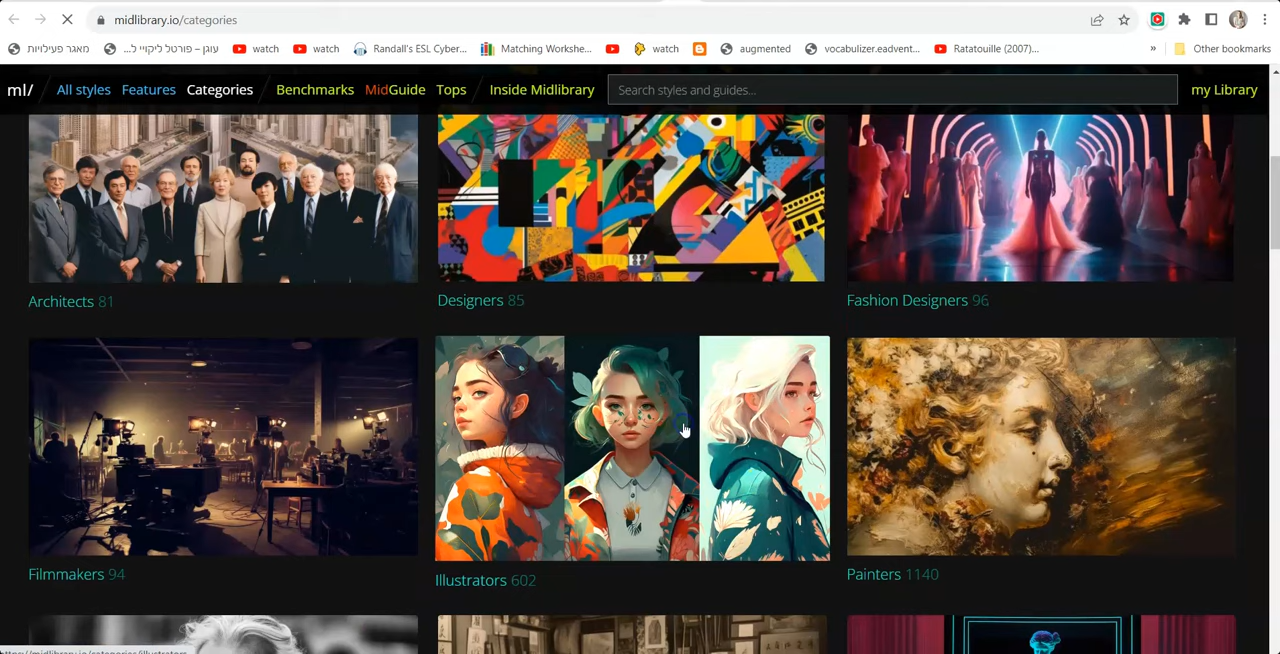 midlibrary.io/categories
מאגר פעילויות
עוגן - פורטל ליקויי ל...
watch
watch
Randall's ESL Cyber...
Matching Workshe...
watch
augmented
vocabulizer.eadvent...
Ratatouille (2007)...
»
Other bookmarks
ml/
All styles
Features
Categories
Benchmarks
MidGuide
Tops
Inside Midlibrary
Search styles and guides...
my Library
Architects 81
Designers 85
Fashion Designers 96
Filmmakers 94
Illustrators 602
Painters 1140